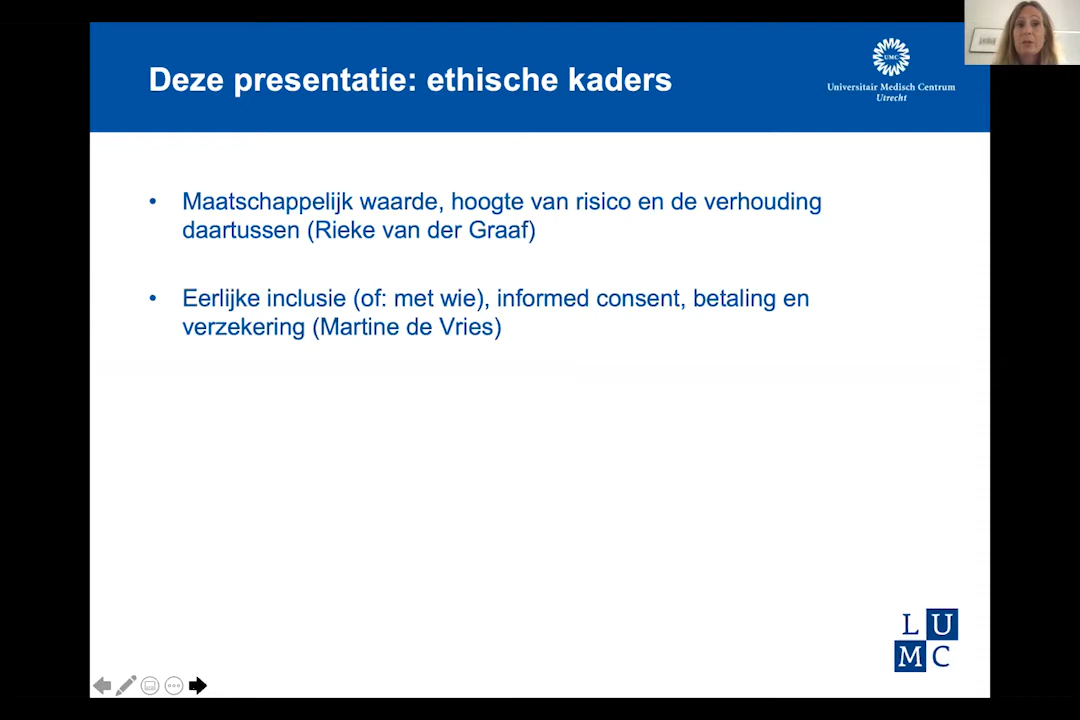 Deze presentatie: ethische kaders
UMC
Universitair Medisch Centrum
Utrecht
• Maatschappelijk waarde, hoogte van risico en de verhouding
daartussen (Rieke van der Graaf)
• Eerlijke inclusie (of: met wie), informed consent, betaling en
verzekering (Martine de Vries)
L U
M C